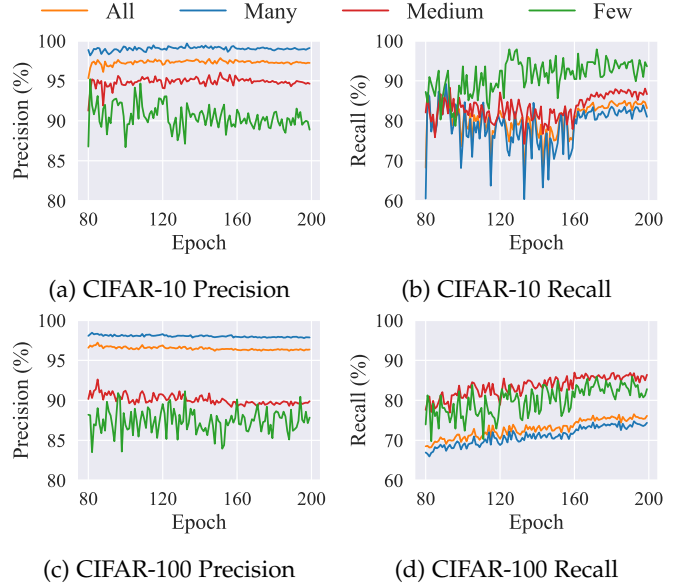 All Many Medium Few
Precision (%)
100
95
90
85
80
80 120 160 200
Epoch
(a) CIFAR-10 Precision
Recall (%)
100
90
80
70
60
80 120 160 200
Epoch
(b) CIFAR-10 Recall
Precision (%)
100
95
90
85
80
80 120 160 200
Epoch
(c) CIFAR-100 Precision
Recall (%)
100
90
80
70
60
80 120 160 200
Epoch
(d) CIFAR-100 Recall